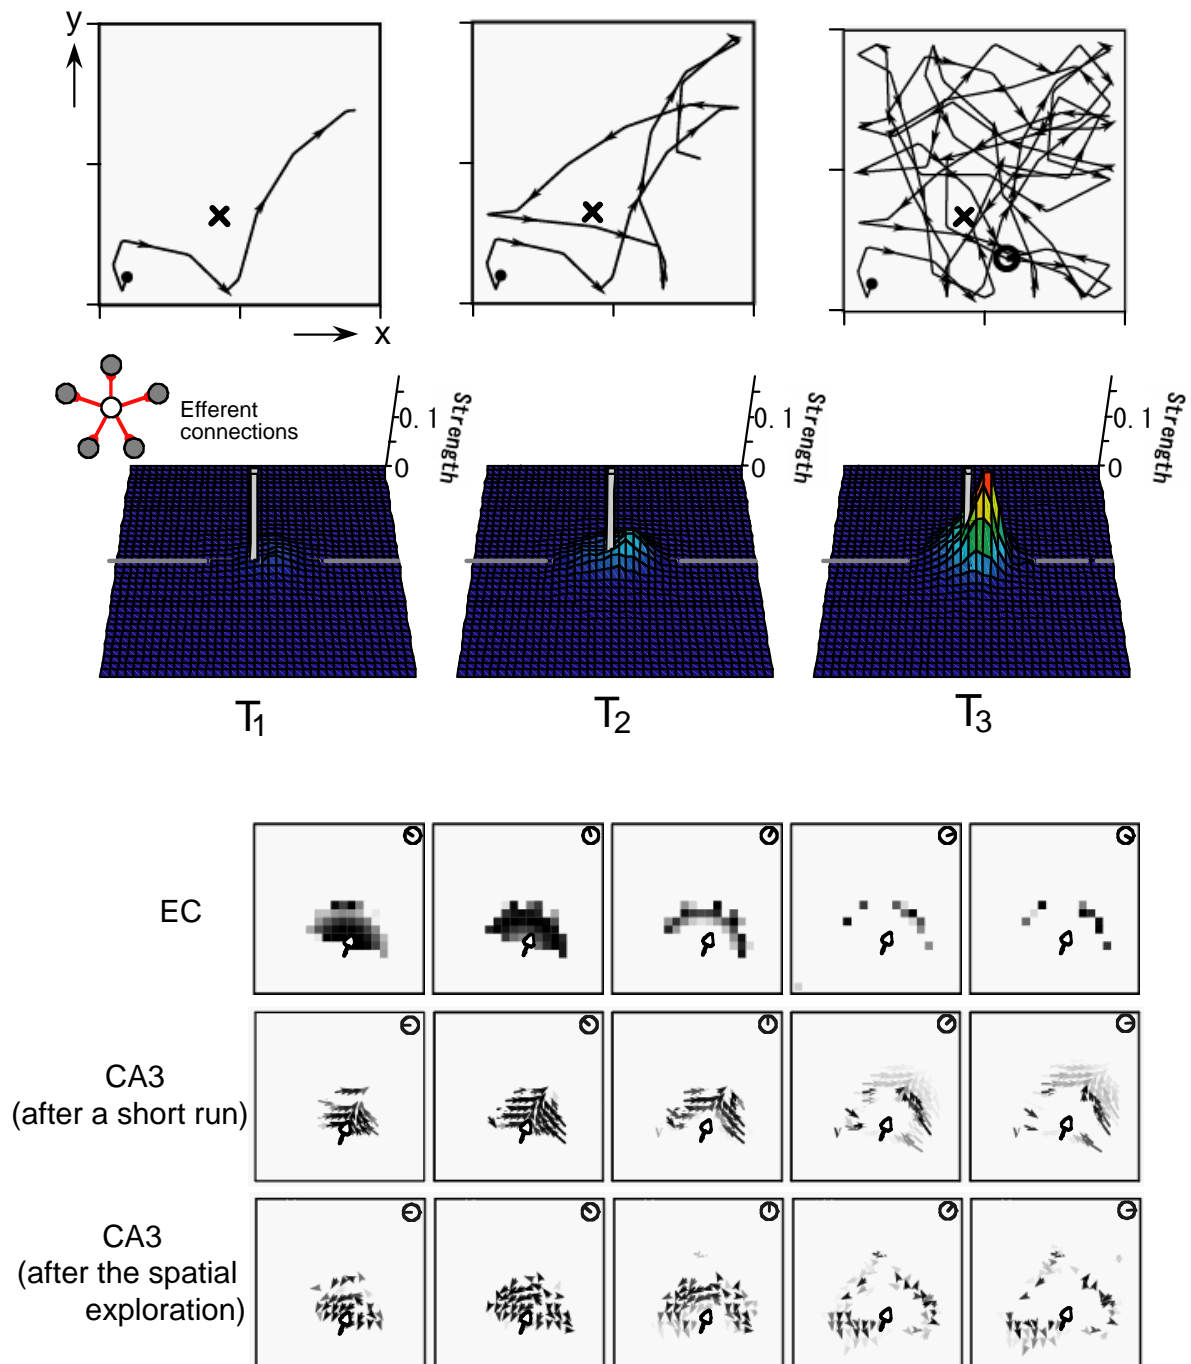 y
x
Efferent
connections
0.1
0
Strength
0.1
0
Strength
0.1
0
Strength
T1
T2
T3
EC
CA3
(after a short run)
CA3
(after the spatial
exploration)